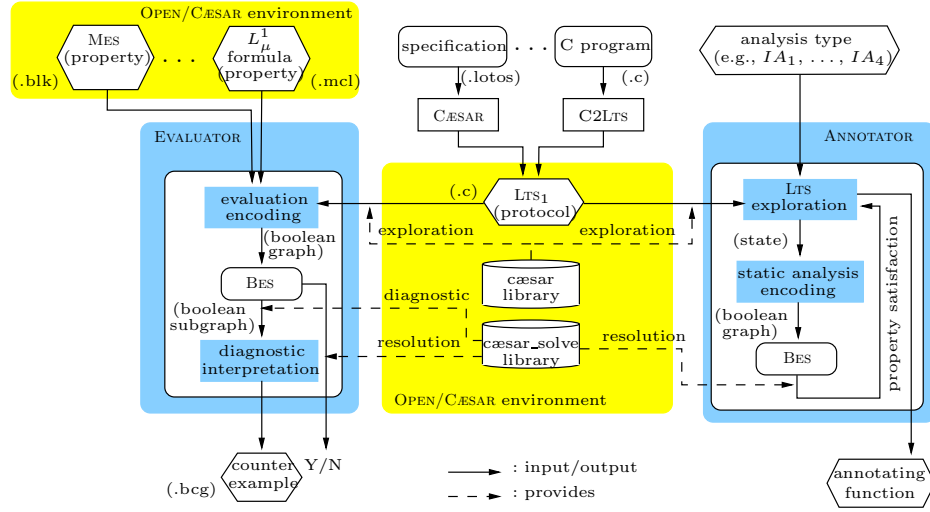 OPEN/CÆSAR environment
MES
(property)
. . .
L¹μ
formula
(property)
(.blk)
(.mcl)
specification
. . .
C program
(.lotos)
(.c)
CÆSAR
C2LTS
analysis type
(e.g., IA₁, . . . , IA₄)
EVALUATOR
ANNOTATOR
evaluation
encoding
(.c)
LTS₁
(protocol)
LTS
exploration
exploration
exploration
(boolean
graph)
(state)
BES
cæsar
library
static analysis
encoding
diagnostic
(boolean
subgraph)
(boolean
graph)
resolution
cæsar_solve
library
resolution
diagnostic
interpretation
BES
property satisfaction
OPEN/CÆSAR environment
Y/N
(.bcg)
counter
example
: input/output
: provides
annotating
function